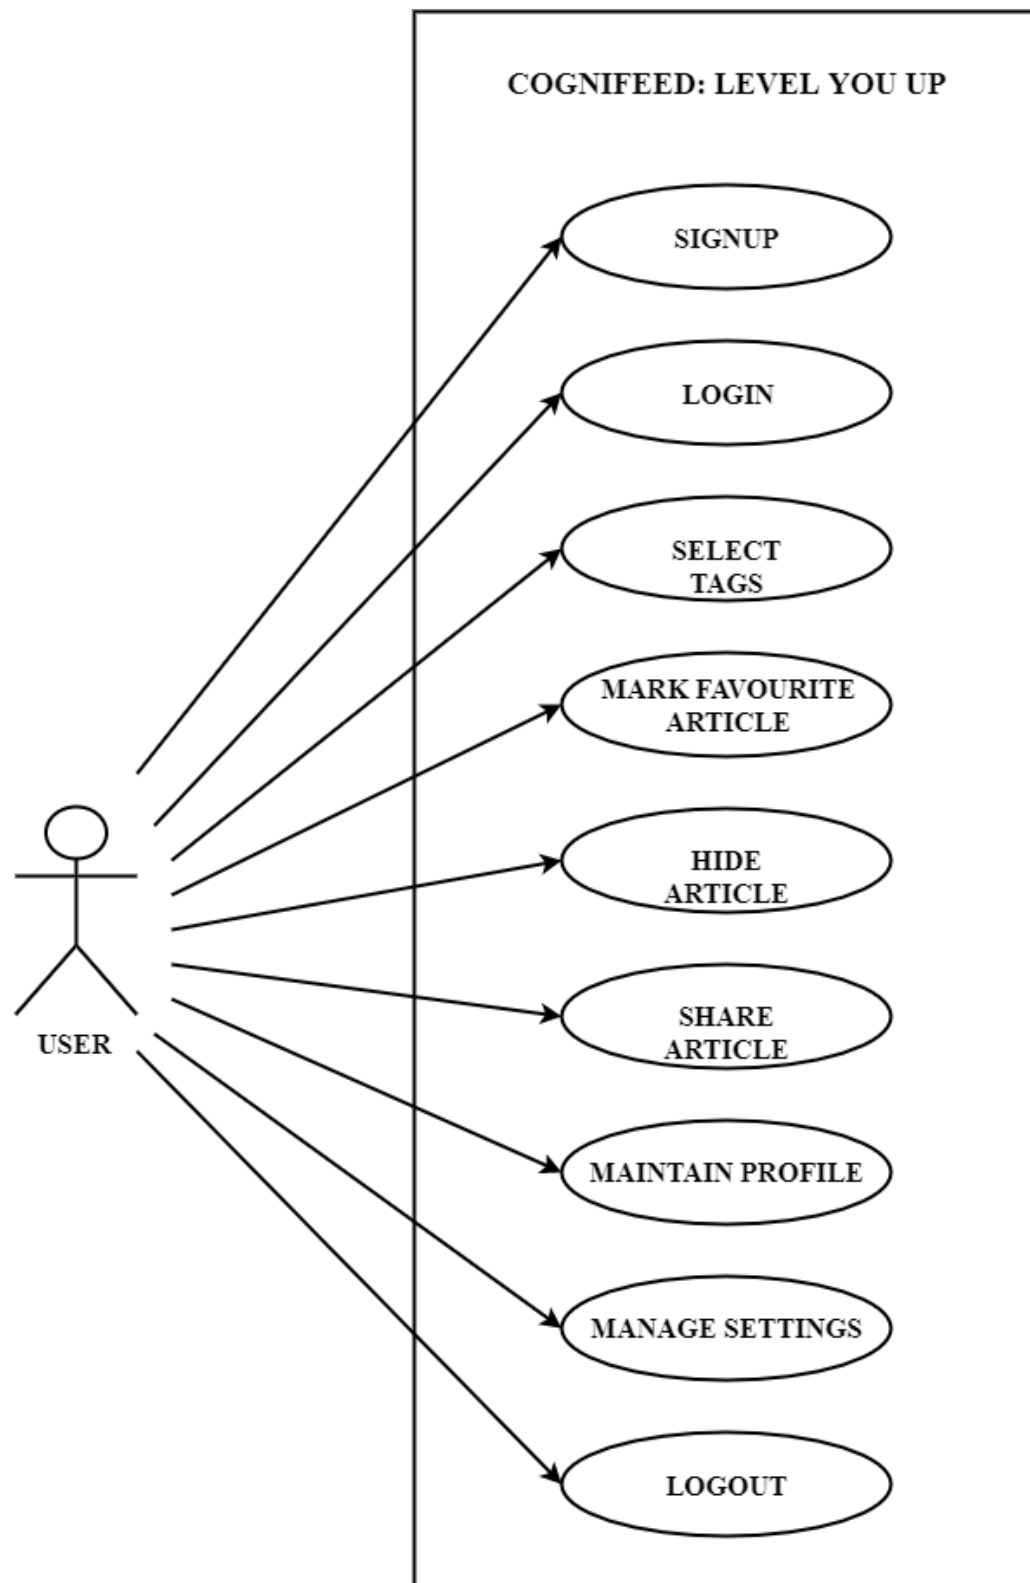 COGNIFEED: LEVEL YOU UP
SIGNUP
LOGIN
SELECT
TAGS
MARK FAVOURITE
ARTICLE
HIDE
ARTICLE
SHARE
ARTICLE
USER
MAINTAIN PROFILE
MANAGE SETTINGS
LOGOUT